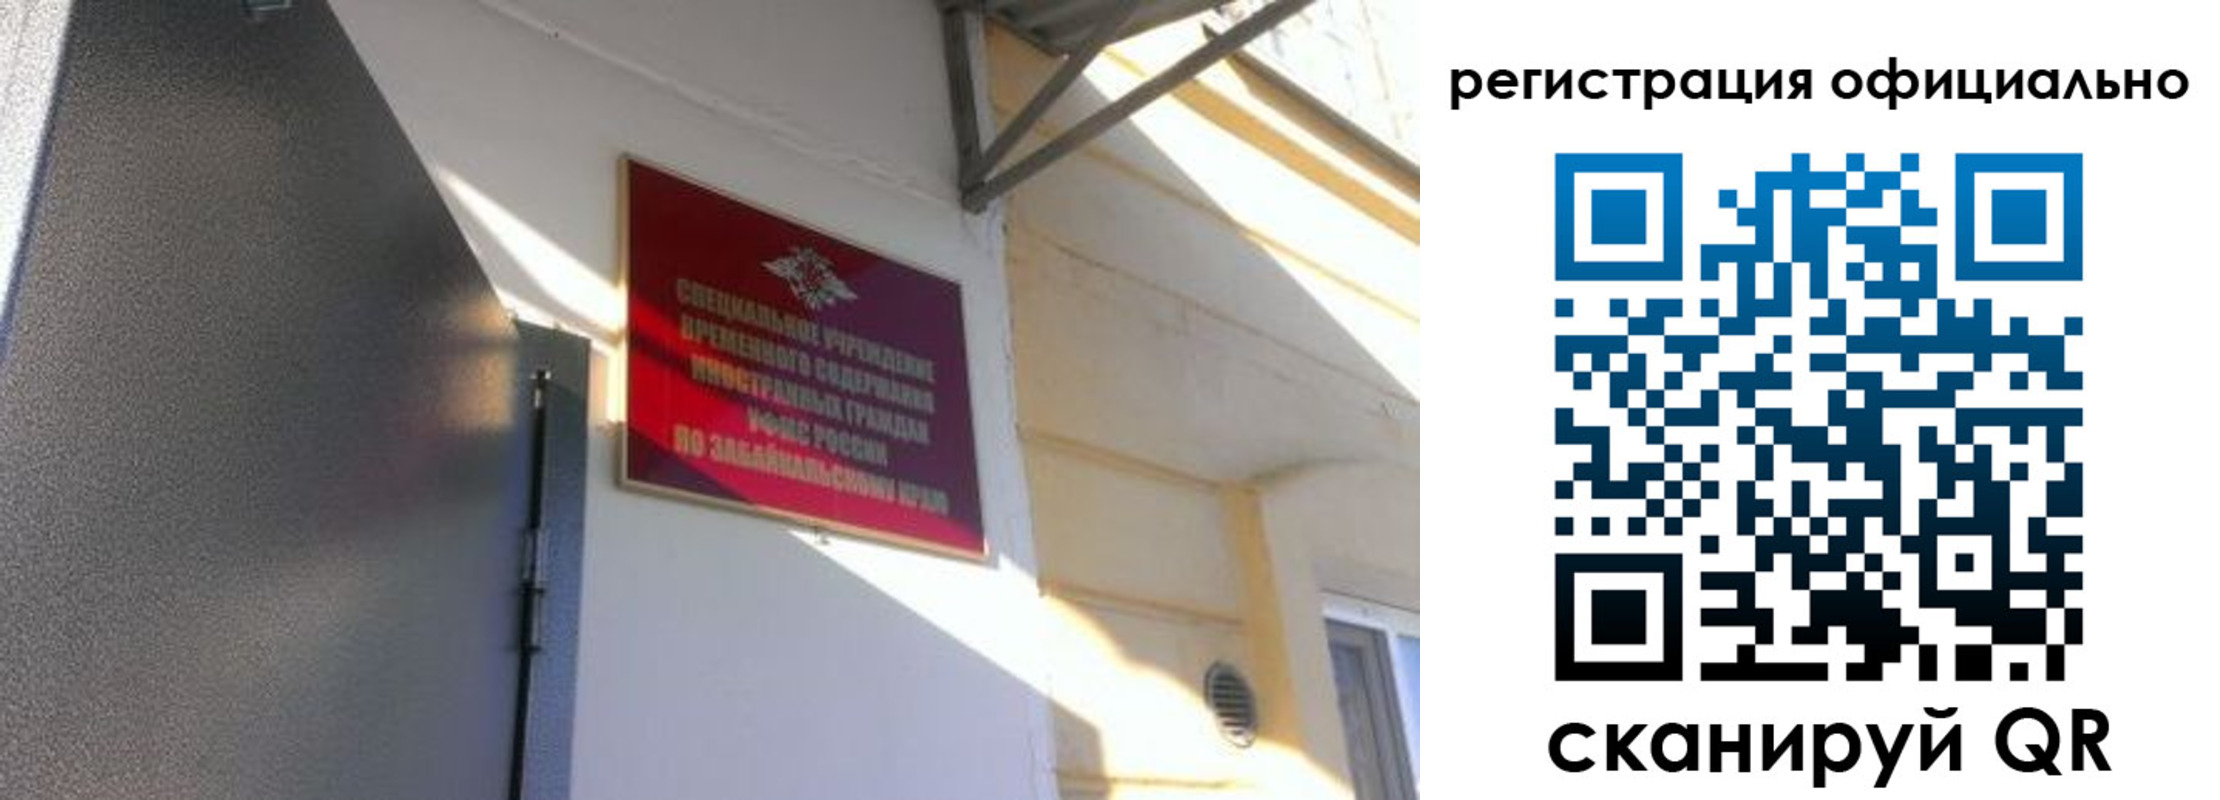 СПЕЦИАЛЬНОЕ УЧРЕЖДЕНИЕ
ВРЕМЕННОГО СОДЕРЖАНИЯ
ИНОСТРАННЫХ ГРАЖДАН
УФМС РОССИИ
ПО ЗАБАЙКАЛЬСКОМУ КРАЮ
регистрация официально
сканируй QR